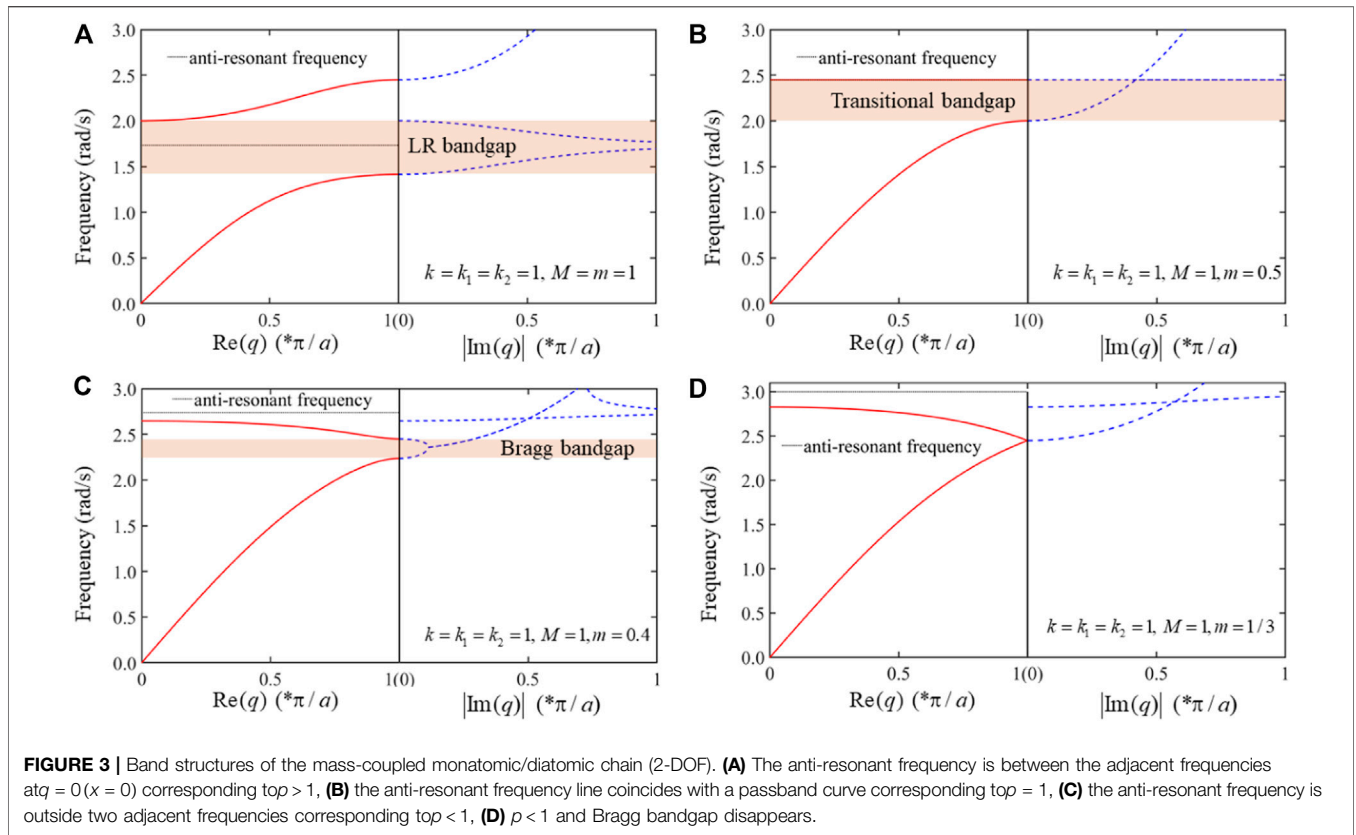 A
3.0
2.5
2.0
1.5
1.0
0.5
0.0
Frequency (rad/s)
anti-resonant frequency
LR bandgap
k = k₁ = k₂ = 1, M = m = 1
0 0.5 1(0) 0.5 1
Re(q) (*π/a) |Im(q)| (*π/a)
B
3.0
2.5
2.0
1.5
1.0
0.5
0.0
Frequency (rad/s)
anti-resonant frequency
Transitional bandgap
k = k₁ = k₂ = 1, M = 1, m = 0.5
0 0.5 1(0) 0.5 1
Re(q) (*π/a) |Im(q)| (*π/a)
C
3.0
2.5
2.0
1.5
1.0
0.5
0.0
Frequency (rad/s)
anti-resonant frequency
Bragg bandgap
k = k₁ = k₂ = 1, M = 1, m = 0.4
0 0.5 1(0) 0.5 1
Re(q) (*π/a) |Im(q)| (*π/a)
D
3.0
2.5
2.0
1.5
1.0
0.5
0.0
Frequency (rad/s)
anti-resonant frequency
k = k₁ = k₂ = 1, M = 1, m = 1/3
0 0.5 1(0) 0.5 1
Re(q) (*π/a) |Im(q)| (*π/a)
FIGURE 3 | Band structures of the mass-coupled monatomic/diatomic chain (2-DOF). (A) The anti-resonant frequency is between the adjacent frequencies
atq = 0 (x = 0) corresponding top > 1, (B) the anti-resonant frequency line coincides with a passband curve corresponding top = 1, (C) the anti-resonant frequency is
outside two adjacent frequencies corresponding top < 1, (D) p < 1 and Bragg bandgap disappears.